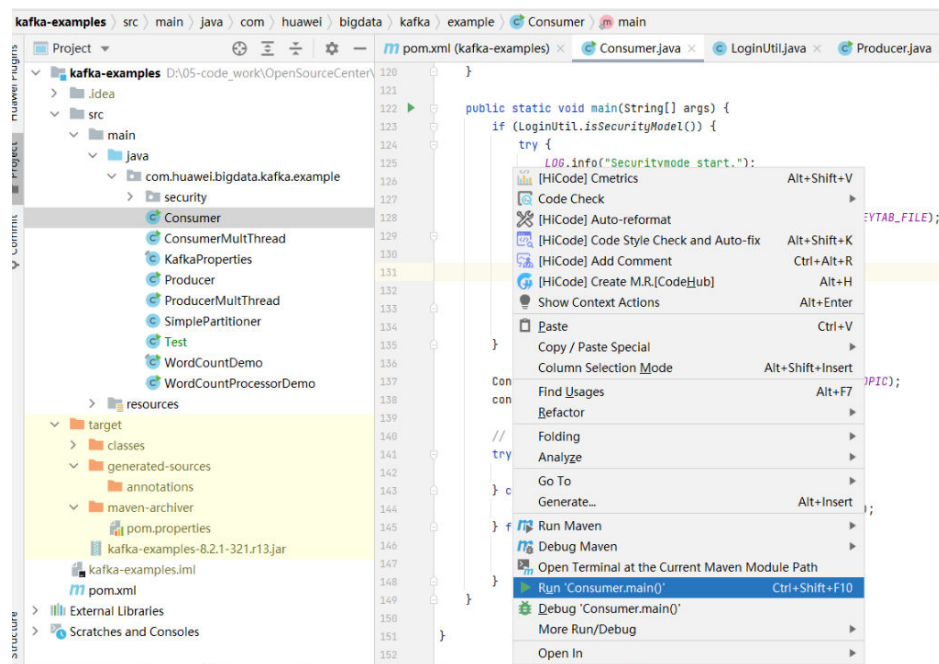 kafka-examples 〉 src 〉 main 〉 java 〉 com 〉 huawei 〉 bigdata 〉 kafka 〉 example 〉 Consumer 〉 main
Project
pom.xml (kafka-examples) × Consumer.java × LoginUtil.java × Producer.java
Huawei Plugins
Project
Commit
Structure
kafka-examples D:\05-code_work\OpenSourceCenter\
.idea
src
main
java
com.huawei.bigdata.kafka.example
security
Consumer
ConsumerMultThread
KafkaProperties
Producer
ProducerMultThread
SimplePartitioner
Test
WordCountDemo
WordCountProcessorDemo
resources
target
classes
generated-sources
annotations
maven-archiver
pom.properties
kafka-examples-8.2.1-321.r13.jar
kafka-examples.iml
pom.xml
External Libraries
Scratches and Consoles
120 }
121
122 public static void main(String[] args) {
123 if (LoginUtil.isSecurityModel()) {
124 try {
125 LOG.info("Securitymode start.");
126
127
128 EYTAB_FILE);
129
130
131
132
133
134
135 }
136
137 Con OPIC);
138 con
139
140 //
141 try
142
143 } c
144 );
145 } f
146
147
148 }
149 }
150
151 }
152
[HiCode] Cmetrics Alt+Shift+V
Code Check
[HiCode] Auto-reformat
[HiCode] Code Style Check and Auto-fix Alt+Shift+K
[HiCode] Add Comment Ctrl+Alt+R
[HiCode] Create M.R.[CodeHub] Alt+H
Show Context Actions Alt+Enter
Paste Ctrl+V
Copy / Paste Special
Column Selection Mode Alt+Shift+Insert
Find Usages Alt+F7
Refactor
Folding
Analyze
Go To
Generate... Alt+Insert
Run Maven
Debug Maven
Open Terminal at the Current Maven Module Path
Run 'Consumer.main()' Ctrl+Shift+F10
Debug 'Consumer.main()'
More Run/Debug
Open In